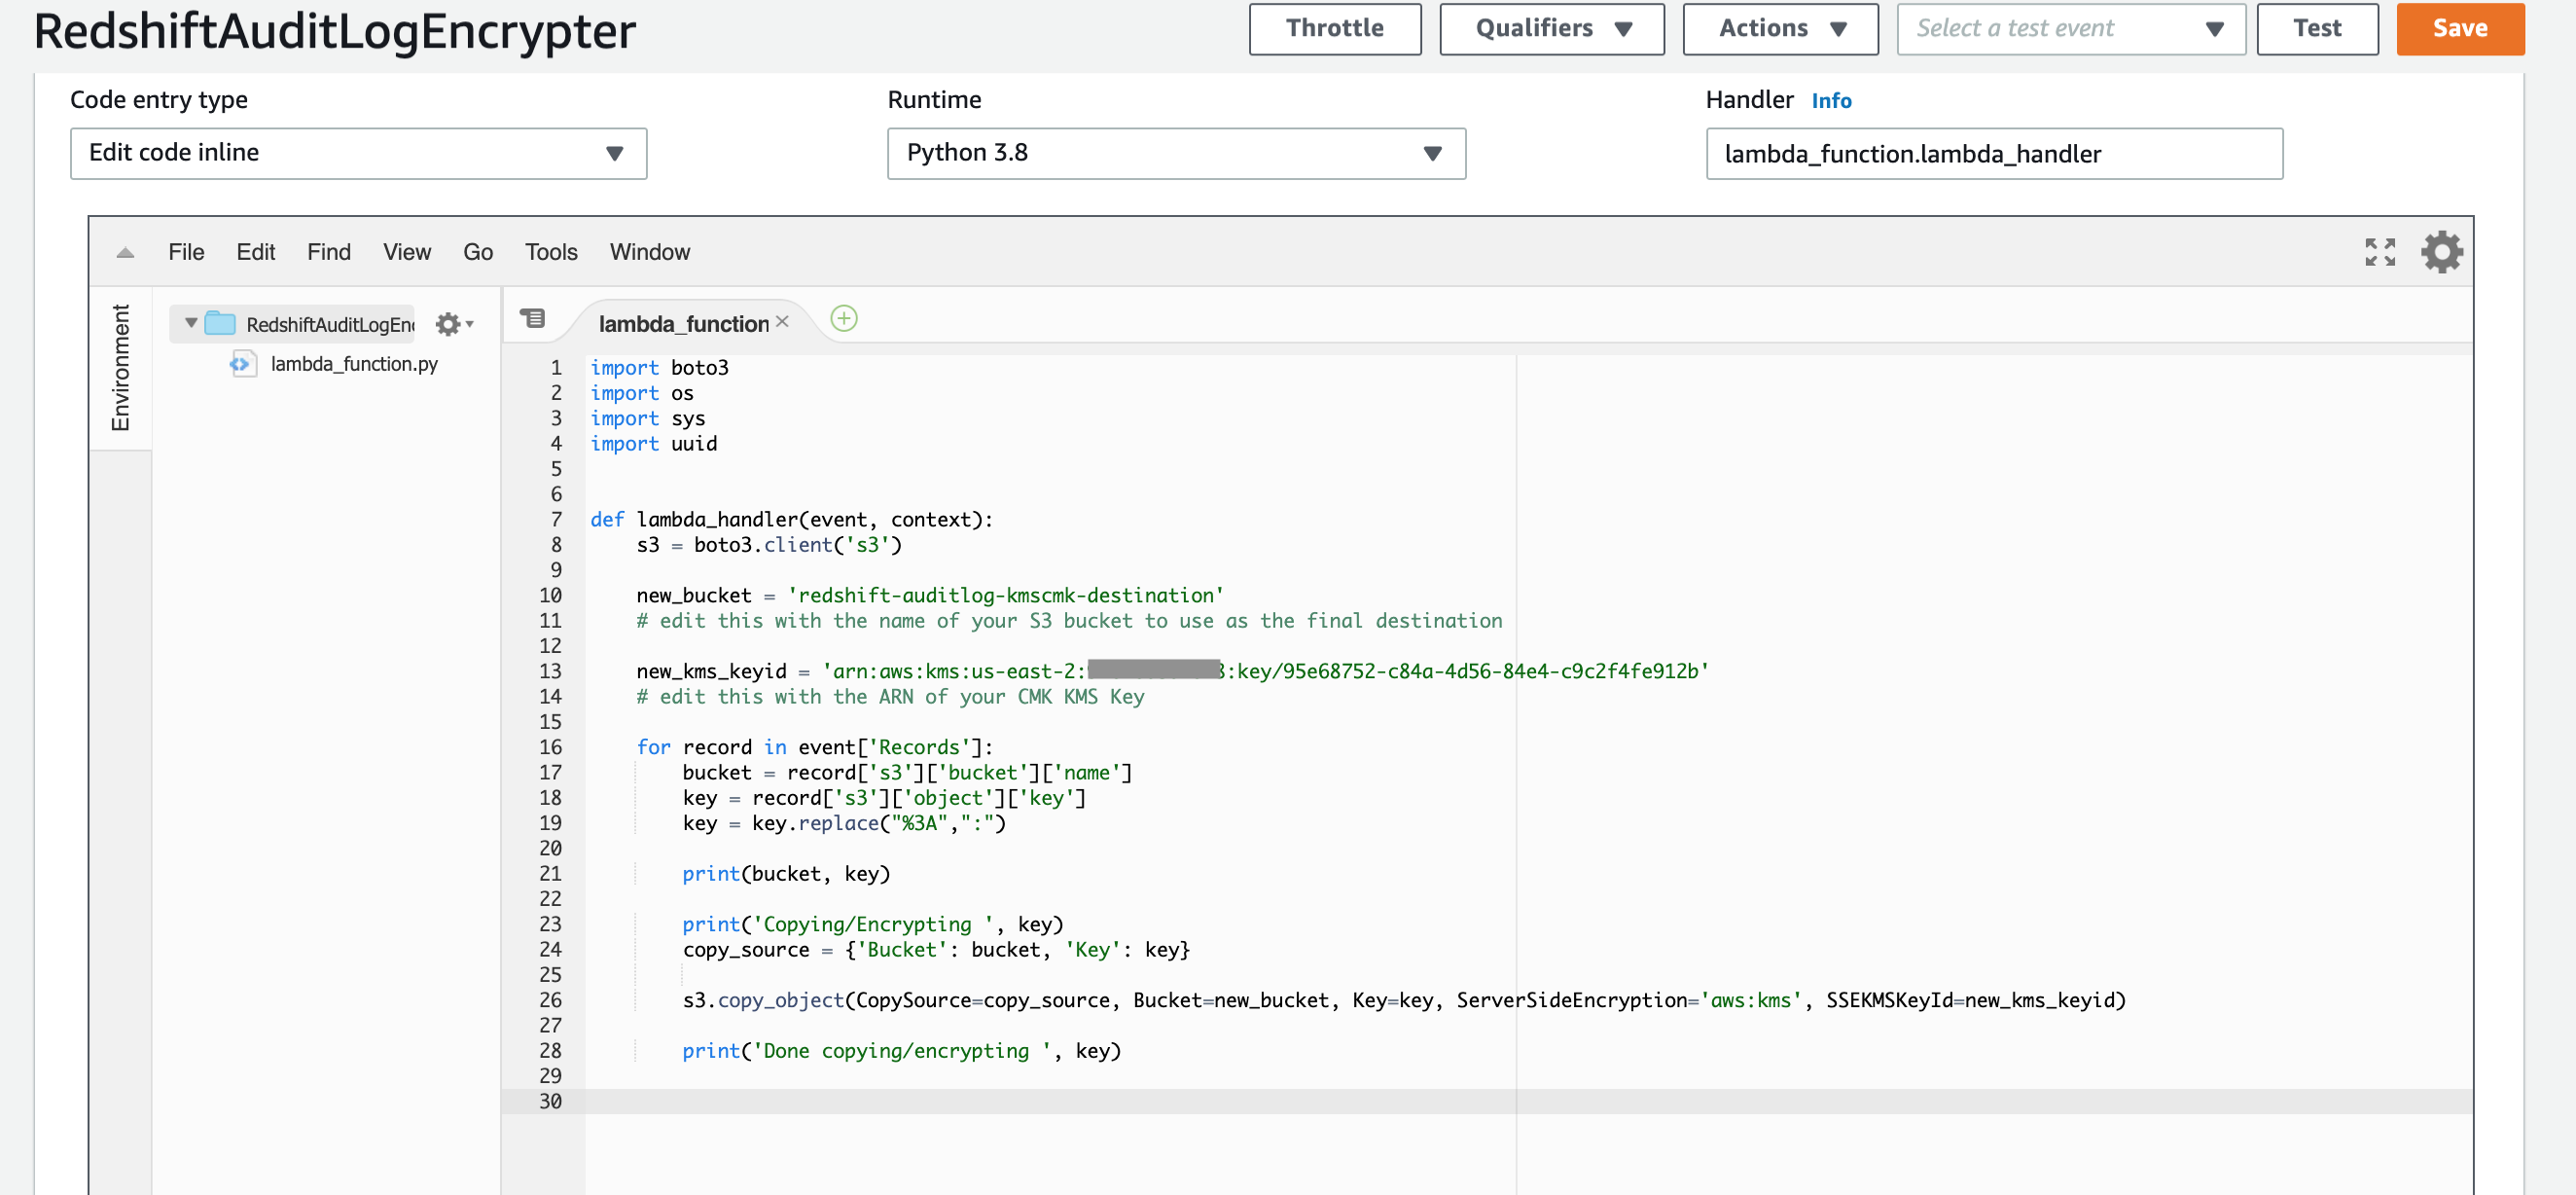 RedshiftAuditLogEncrypter
Throttle
Qualifiers
Actions
Select a test event
Test
Save
Code entry type
Runtime
Handler Info
Edit code inline
Python 3.8
lambda_function.lambda_handler
File Edit Find View Go Tools Window
Environment
RedshiftAuditLogEn
lambda_function.py
lambda_function
1 import boto3
2 import os
3 import sys
4 import uuid
5
6
7 def lambda_handler(event, context):
8 s3 = boto3.client('s3')
9
10 new_bucket = 'redshift-auditlog-kmscmk-destination'
11 # edit this with the name of your S3 bucket to use as the final destination
12
13 new_kms_keyid = 'arn:aws:kms:us-east-2: :key/95e68752-c84a-4d56-84e4-c9c2f4fe912b'
14 # edit this with the ARN of your CMK KMS Key
15
16 for record in event['Records']:
17 bucket = record['s3']['bucket']['name']
18 key = record['s3']['object']['key']
19 key = key.replace("%3A",":")
20
21 print(bucket, key)
22
23 print('Copying/Encrypting ', key)
24 copy_source = {'Bucket': bucket, 'Key': key}
25
26 s3.copy_object(CopySource=copy_source, Bucket=new_bucket, Key=key, ServerSideEncryption='aws:kms', SSEKMSKeyId=new_kms_keyid)
27
28 print('Done copying/encrypting ', key)
29
30